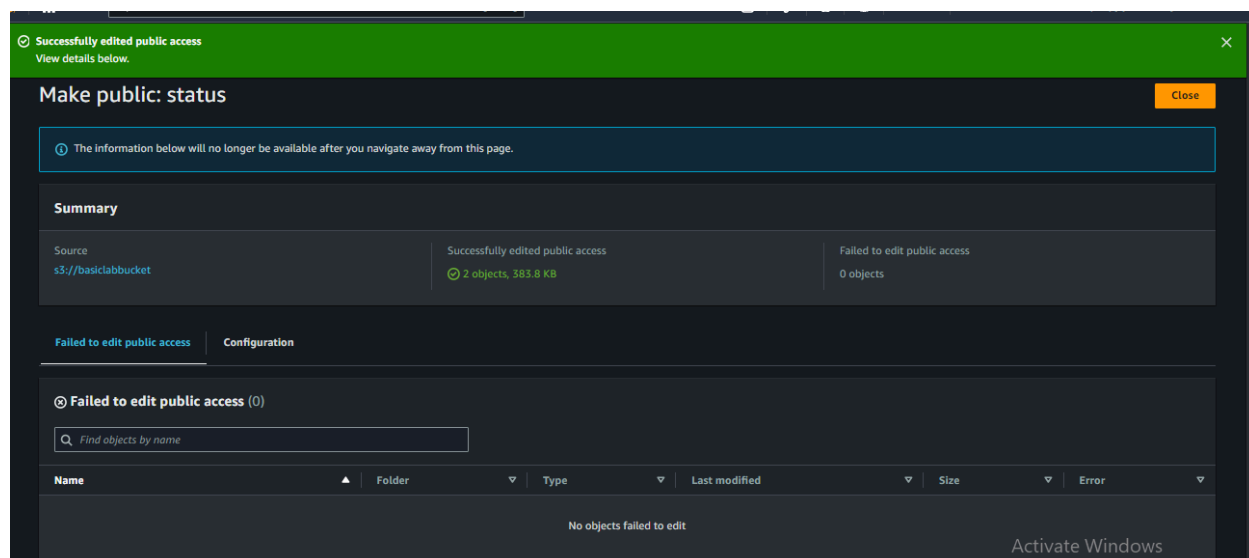 Successfully edited public access
View details below.
Make public: status
Close
The information below will no longer be available after you navigate away from this page.
Summary
Source
s3://basiclabbucket
Successfully edited public access
2 objects, 383.8 KB
Failed to edit public access
0 objects
Failed to edit public access
Configuration
Failed to edit public access (0)
Find objects by name
Name Folder Type Last modified Size Error
No objects failed to edit
Activate Windows